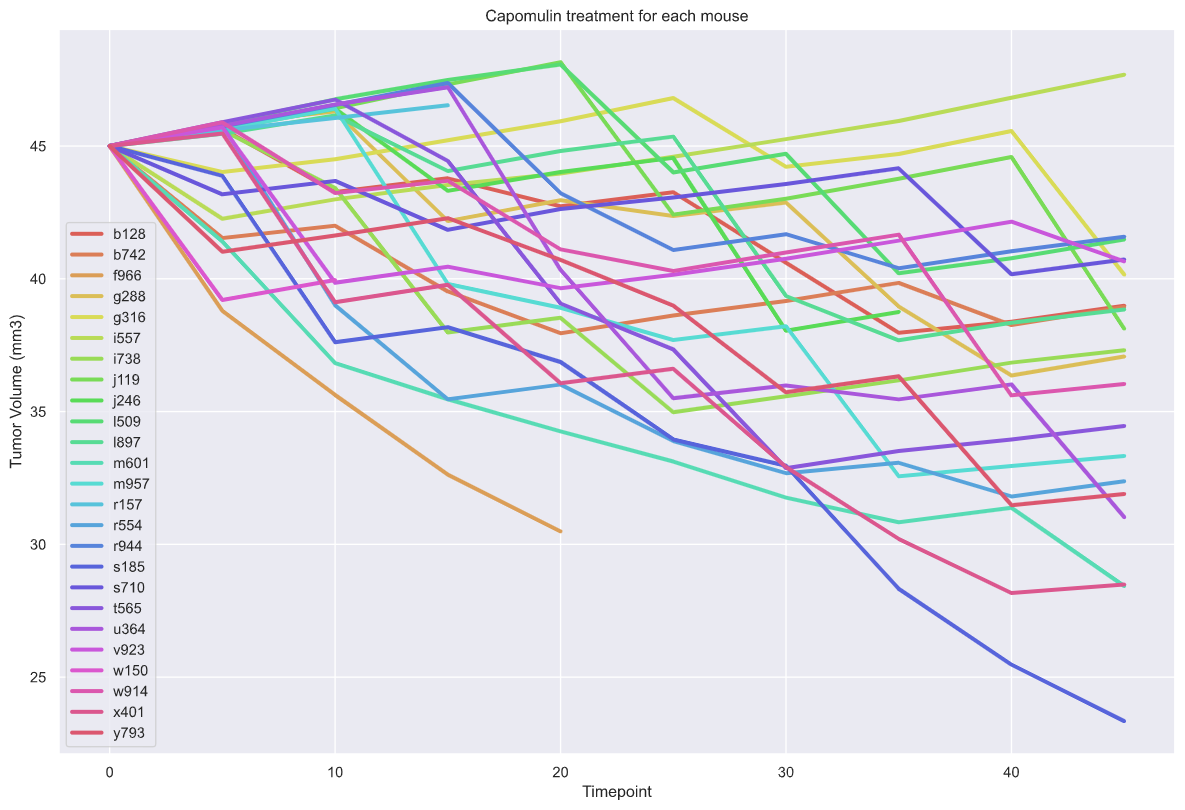 Capomulin treatment for each mouse
Tumor Volume (mm3)
45
40
35
30
25
b128
b742
f966
g288
g316
i557
i738
j119
j246
l509
l897
m601
m957
r157
r554
r944
s185
s710
t565
u364
v923
w150
w914
x401
y793
0 10 20 30 40
Timepoint